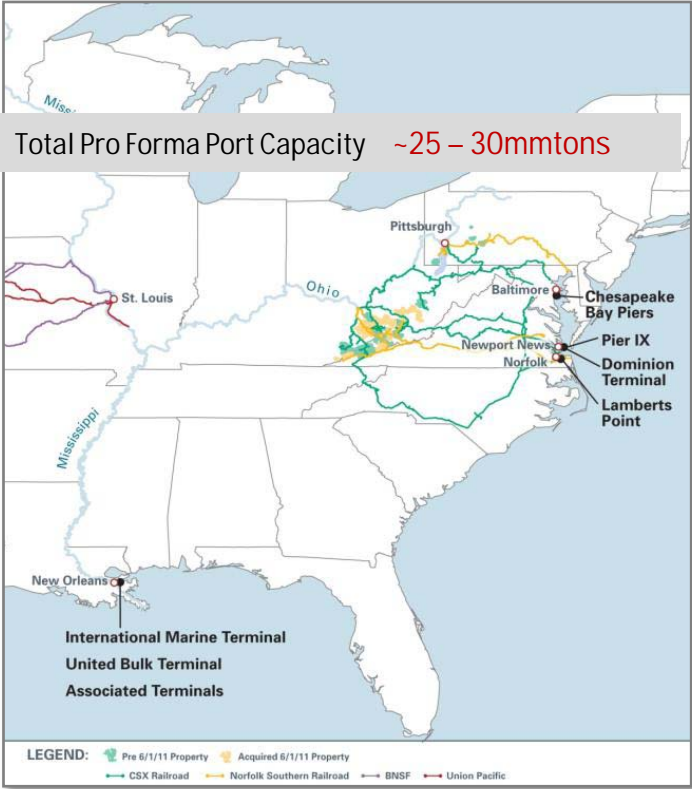 Missi
Total Pro Forma Port Capacity ~25 – 30mmtons
Pittsburgh
Ohio
St. Louis
Baltimore
Chesapeake
Bay Piers
Newport News
Pier IX
Norfolk
Dominion
Terminal
Lamberts
Point
Mississippi
New Orleans
International Marine Terminal
United Bulk Terminal
Associated Terminals
LEGEND: Pre 6/1/11 Property Acquired 6/1/11 Property
CSX Railroad Norfolk Southern Railroad BNSF Union Pacific